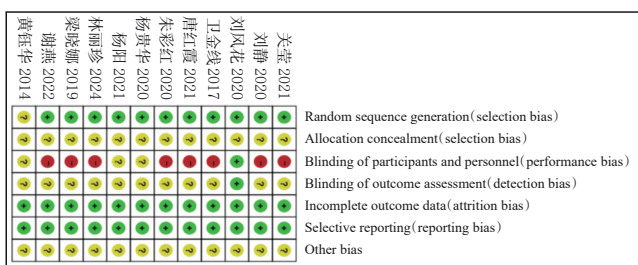 黄钰华 2014
谢燕 2022
梁晓娜 2019
林丽珍 2024
杨阳 2021
杨贵华 2020
朱彩红 2020
唐红霞 2021
卫金线 2017
刘风花 2020
刘静 2020
关莹 2021
Random sequence generation(selection bias)
Allocation concealment(selection bias)
Blinding of participants and personnel(performance bias)
Blinding of outcome assessment(detection bias)
Incomplete outcome data(attrition bias)
Selective reporting(reporting bias)
Other bias